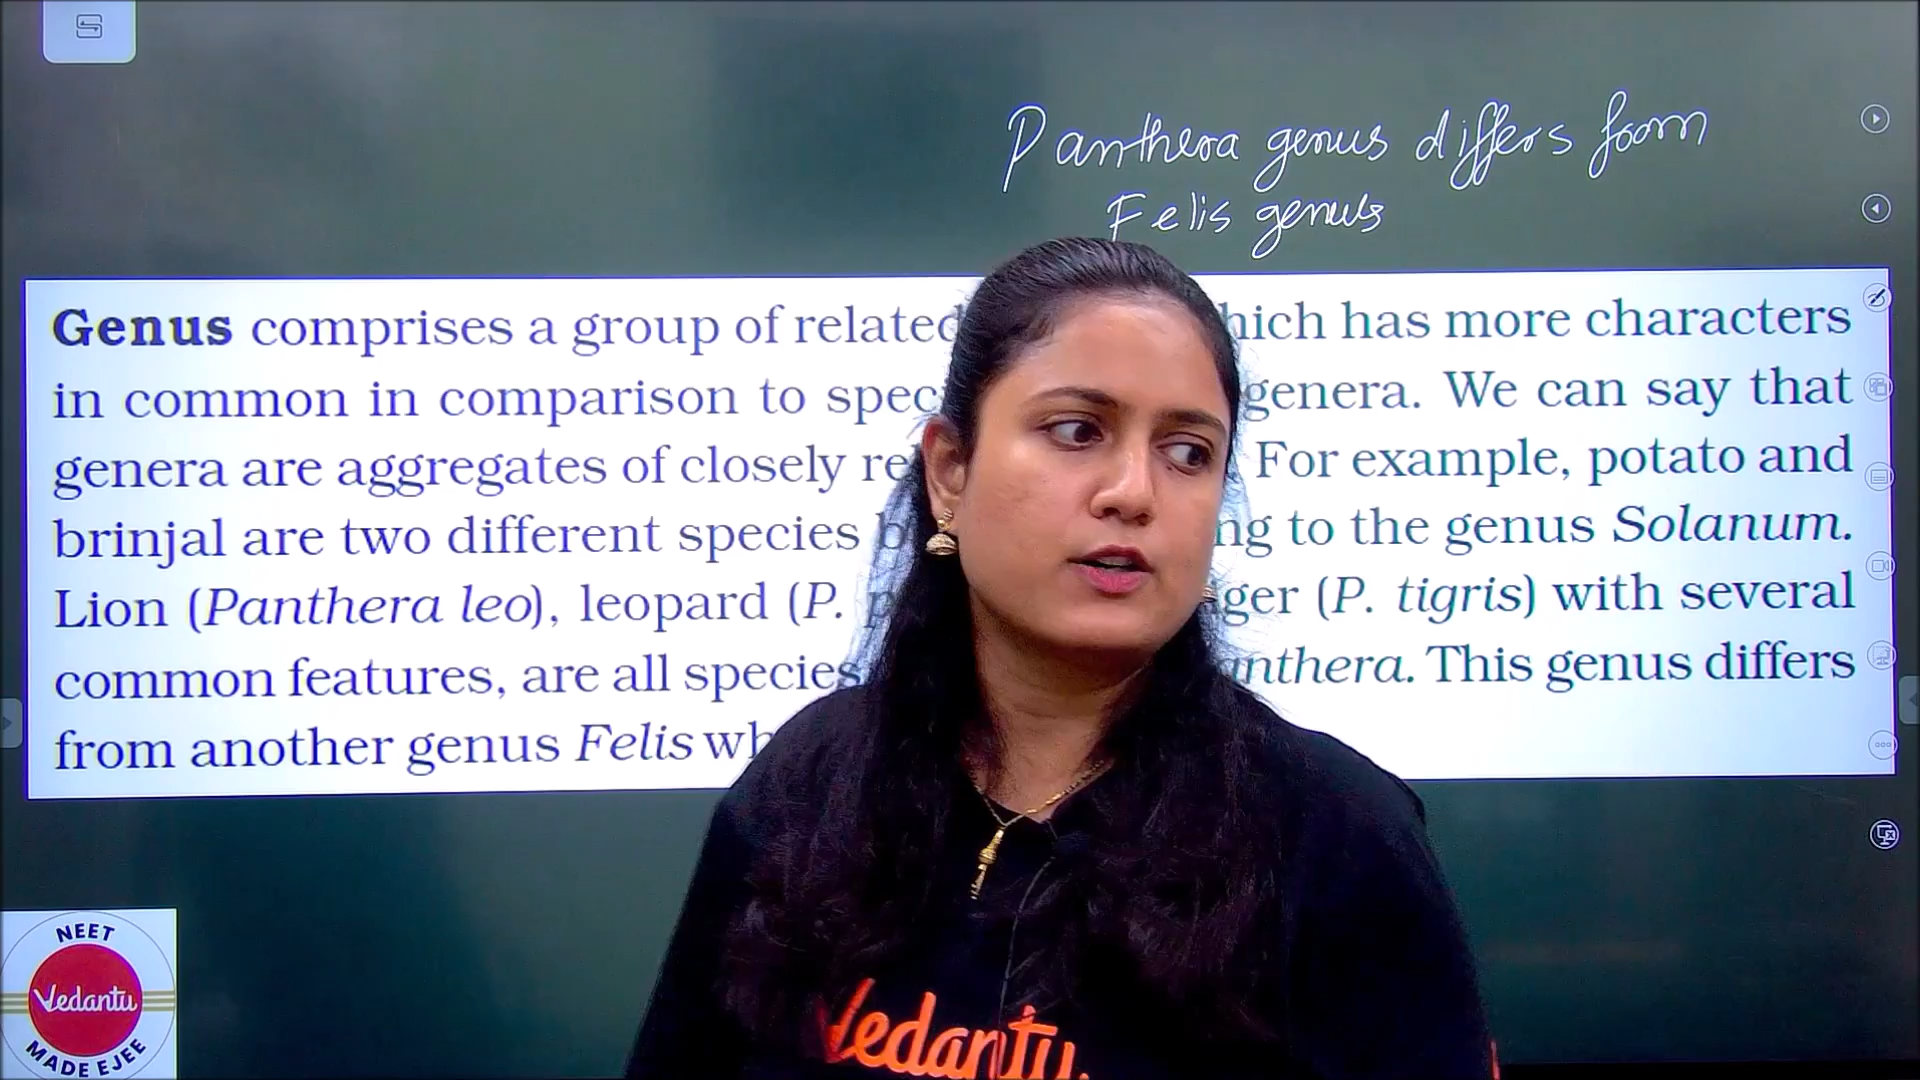 Panthera genus differs from
Felis genus
Genus comprises a group of related hich has more characters
in common in comparison to spec genera. We can say that
genera are aggregates of closely re For example, potato and
brinjal are two different species b ng to the genus Solanum.
Lion (Panthera leo), leopard (P. p ger (P. tigris) with several
common features, are all species anthera. This genus differs
from another genus Felis wh
NEET
Vedantu
MADE EJEE
Vedantu